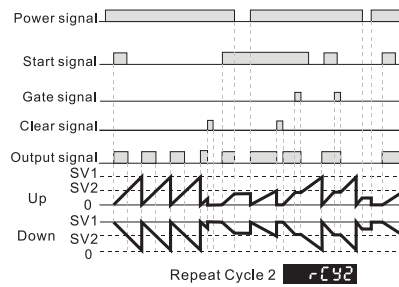 Power signal
Start signal
Gate signal
Clear signal
Output signal
SV1
SV2
Up
0
SV1
Down
SV2
0
Repeat Cycle 2 rCY2